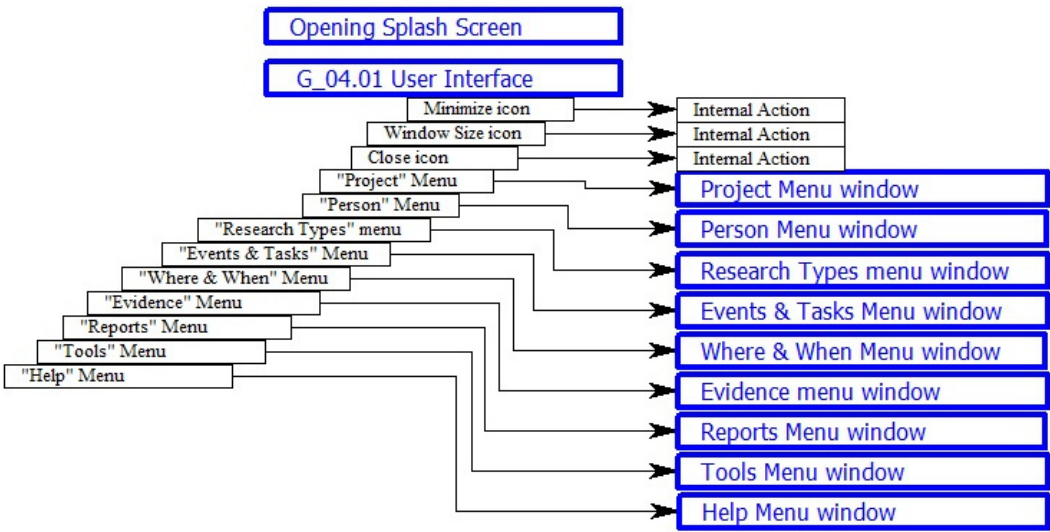 Opening Splash Screen
G_04.01 User Interface
Minimize icon
Internal Action
Window Size icon
Internal Action
Close icon
Internal Action
"Project" Menu
Project Menu window
"Person" Menu
Person Menu window
"Research Types" menu
Research Types menu window
"Events & Tasks" Menu
Events & Tasks Menu window
"Where & When" Menu
Where & When Menu window
"Evidence" Menu
Evidence menu window
"Reports" Menu
Reports Menu window
"Tools" Menu
Tools Menu window
"Help" Menu
Help Menu window